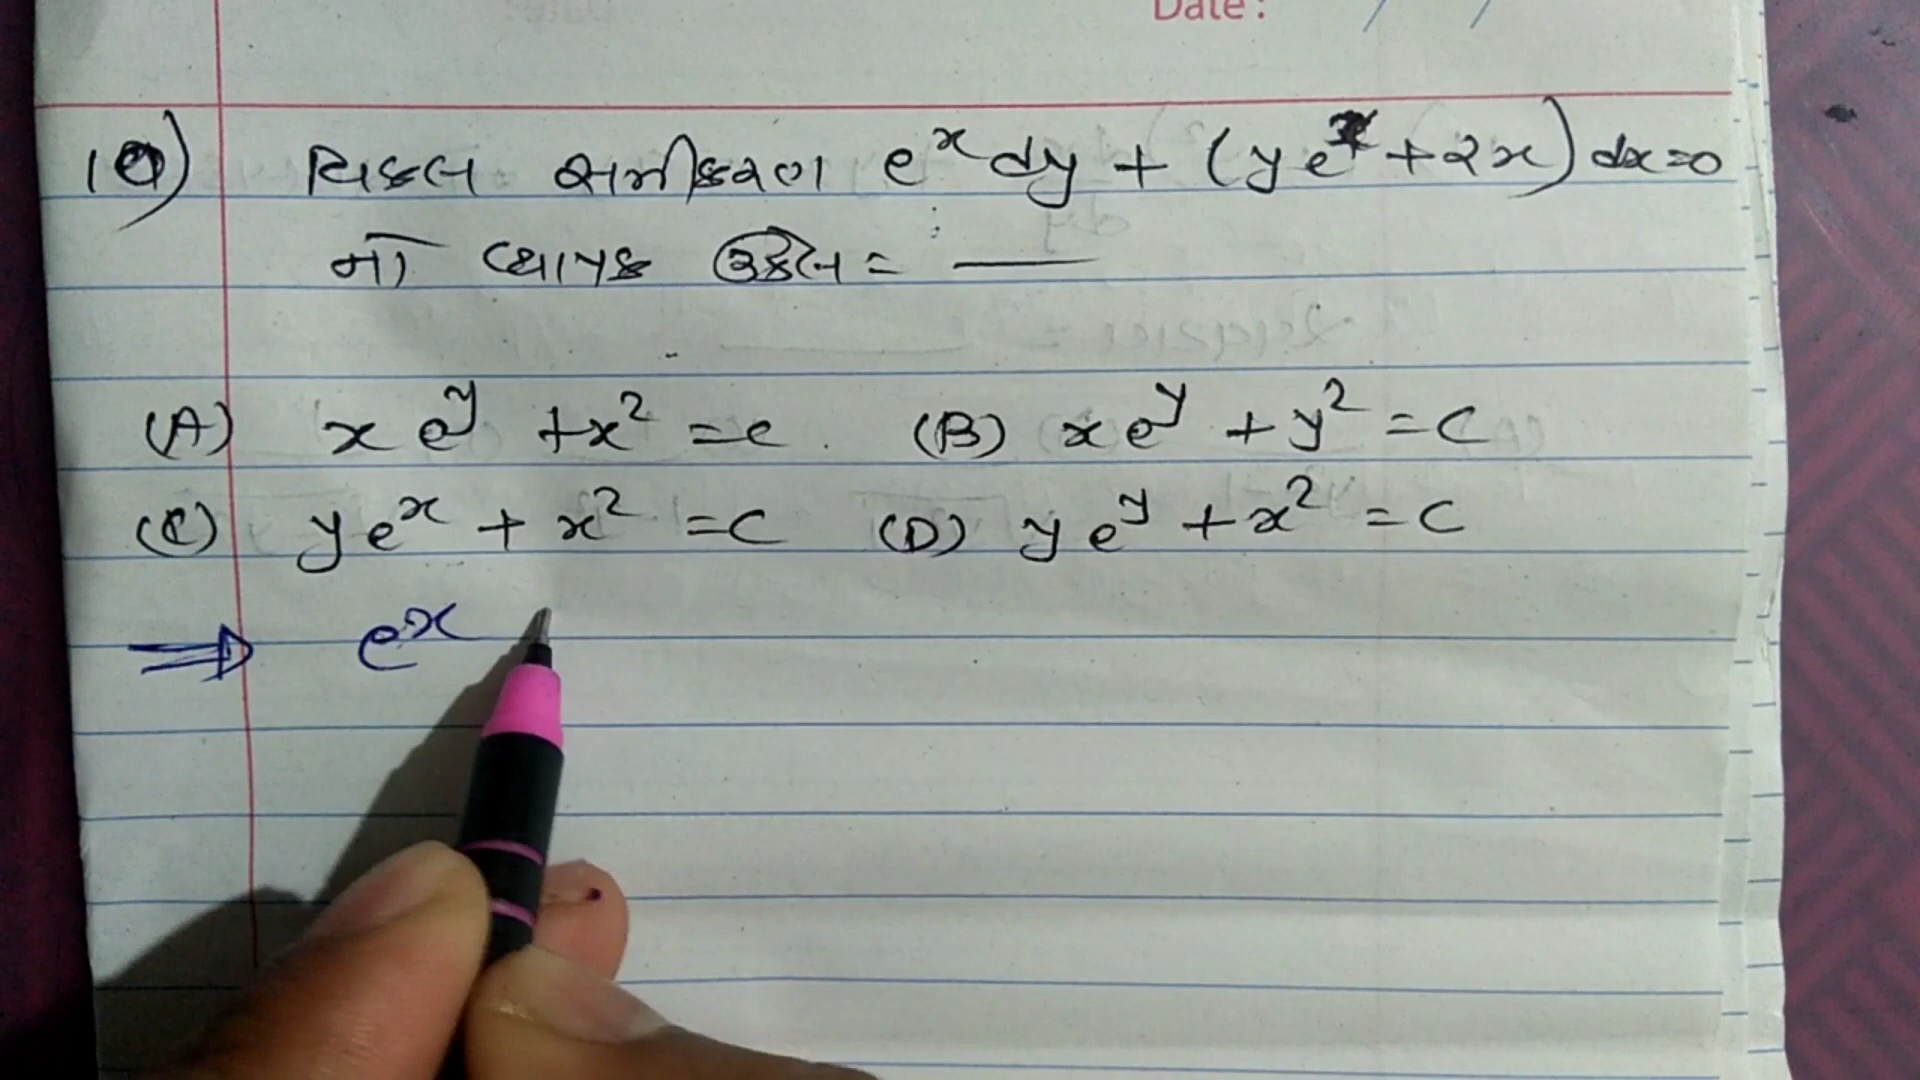 Date : / /
10) વિકલ સમીકરણ e^x dy + (y e^x + 2x) dx = 0
નો વ્યાપક ઉકેલ = ___
(A) x e^y + x^2 = c. (B) x e^y + y^2 = c
(C) y e^x + x^2 = c (D) y e^y + x^2 = c
⇒ e^x